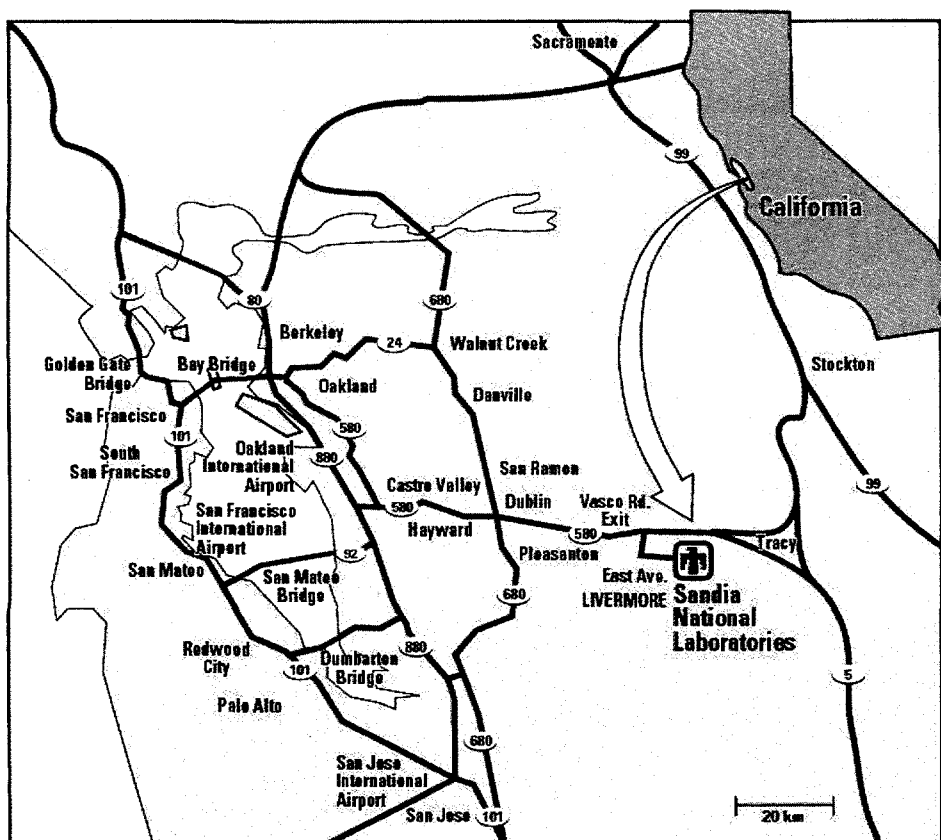 Sacramento
99
California
101
80
680
Berkeley
24
Walnut Creek
Golden Gate
Bridge
Bay Bridge
Stockton
Oakland
Danville
San Francisco
101
580
South
San Francisco
Oakland
International
Airport
880
San Ramon
Castro Valley
Dublin
Vasco Rd.
Exit
99
San Francisco
International
Airport
580
Hayward
580
Tracy
92
Pleasanton
San Mateo
San Mateo
Bridge
East Ave.
LIVERMORE
Sandia
National
Laboratories
680
Redwood
City
101
Dumbarton
Bridge
880
5
Palo Alto
680
San Jose
International
Airport
San Jose
101
20 km